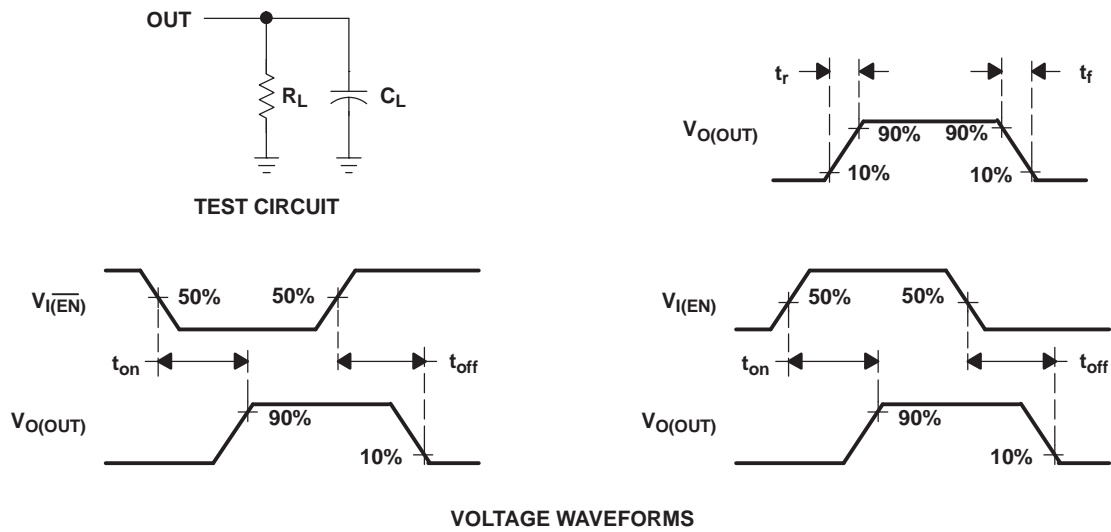 OUT
R_L
C_L
TEST CIRCUIT
t_r
t_f
V_O(OUT)
90%
90%
10%
10%
V_I(E̅N̅)
50%
50%
t_on
t_off
V_O(OUT)
90%
10%
V_I(EN)
50%
50%
t_on
t_off
V_O(OUT)
90%
10%
VOLTAGE WAVEFORMS